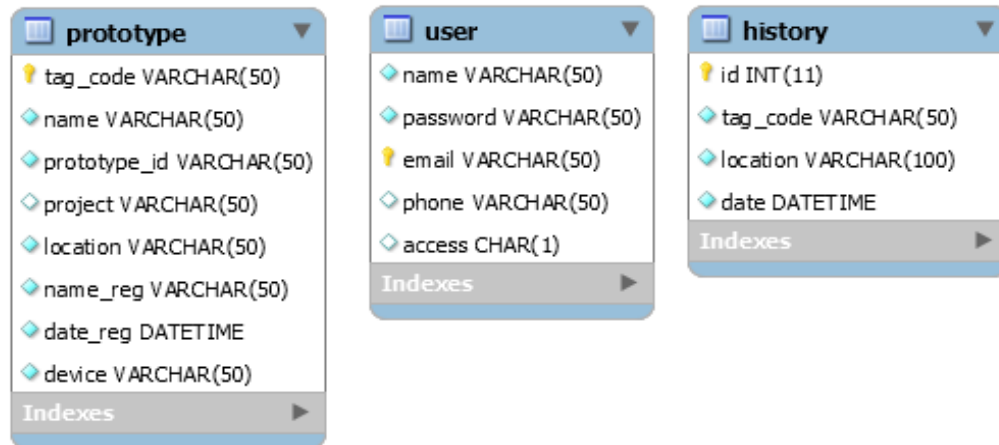 prototype
tag_code VARCHAR(50)
name VARCHAR(50)
prototype_id VARCHAR(50)
project VARCHAR(50)
location VARCHAR(50)
name_reg VARCHAR(50)
date_reg DATETIME
device VARCHAR(50)
Indexes
user
name VARCHAR(50)
password VARCHAR(50)
email VARCHAR(50)
phone VARCHAR(50)
access CHAR(1)
Indexes
history
id INT(11)
tag_code VARCHAR(50)
location VARCHAR(100)
date DATETIME
Indexes